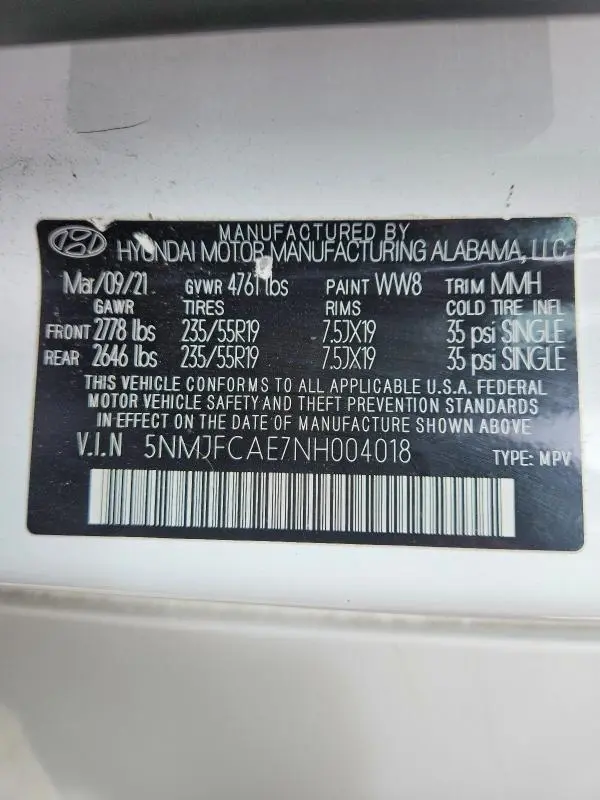 MANUFACTURED BY
HYUNDAI MOTOR MANUFACTURING ALABAMA, LLC
Mar/09/21 GVWR 4761 lbs PAINT WW8 TRIM MMH
GAWR TIRES RIMS COLD TIRE INFL
FRONT 2778 lbs 235/55R19 7.5JX19 35 psi SINGLE
REAR 2646 lbs 235/55R19 7.5JX19 35 psi SINGLE
THIS VEHICLE CONFORMS TO ALL APPLICABLE U.S.A. FEDERAL
MOTOR VEHICLE SAFETY AND THEFT PREVENTION STANDARDS
IN EFFECT ON THE DATE OF MANUFACTURE SHOWN ABOVE
V.I.N 5NMJFCAE7NH004018 TYPE: MPV